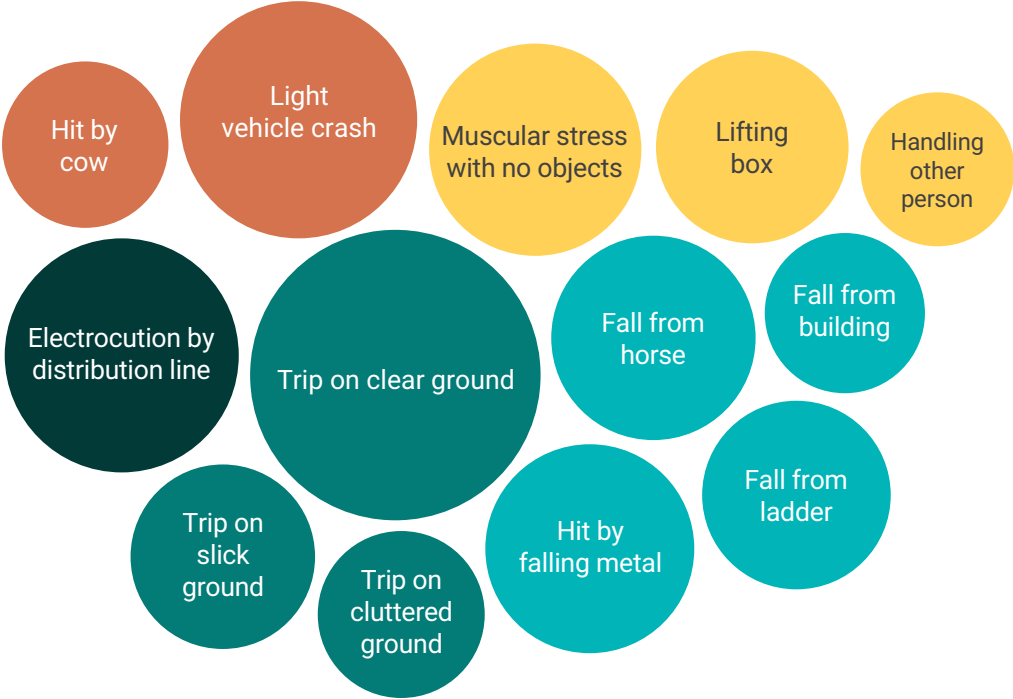 Hit by
cow
Light
vehicle crash
Muscular stress
with no objects
Lifting
box
Handling
other
person
Electrocution by
distribution line
Trip on clear ground
Fall from
horse
Fall from
building
Trip on
slick
ground
Trip on
cluttered
ground
Hit by
falling metal
Fall from
ladder